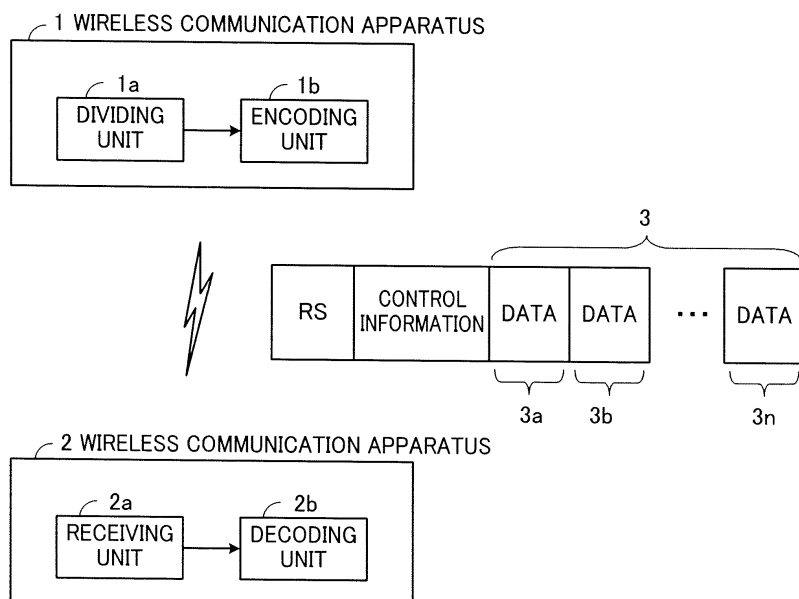 1 WIRELESS COMMUNICATION APPARATUS
1a
1b
DIVIDING
UNIT
ENCODING
UNIT
3
RS
CONTROL
INFORMATION
DATA
DATA
...
DATA
3a
3b
3n
2 WIRELESS COMMUNICATION APPARATUS
2a
2b
RECEIVING
UNIT
DECODING
UNIT